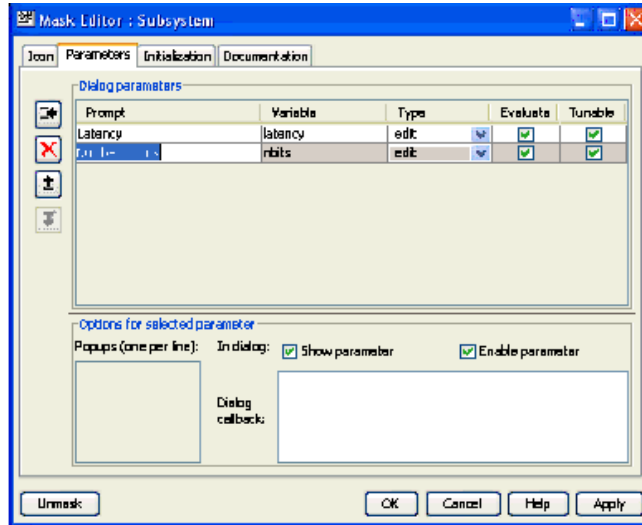 Mask Editor : Subsystem
Icon Parameters Initialization Documentation
Dialog parameters
Prompt Variable Type Evaluate Tunable
Latency latency edit
nbits edit
Options for selected parameter
Popups (one per line): In dialog: Show parameter Enable parameter
Dialog
callback:
Unmask OK Cancel Help Apply